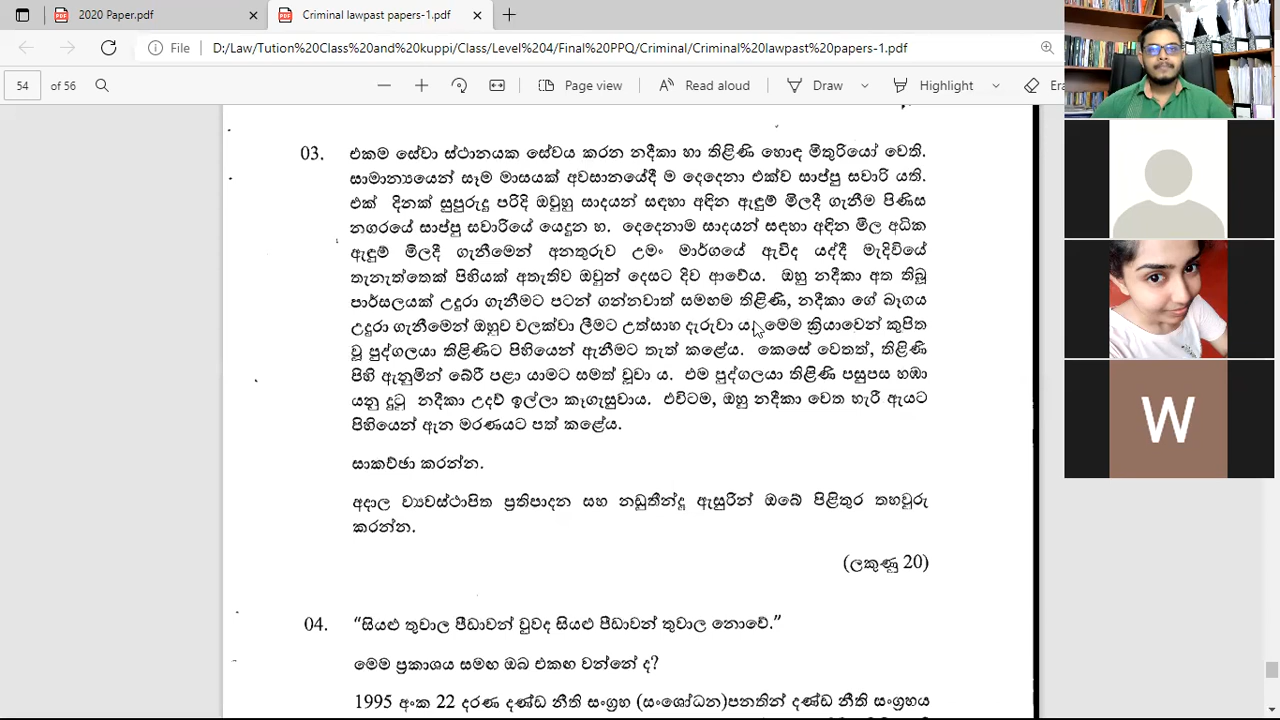 2020 Paper.pdf
Criminal lawpast papers-1.pdf
File
D:/Law/Tution%20Class%20and%20kuppi/Class/Level%204/Final%20PPQ/Criminal/Criminal%20lawpast%20papers-1.pdf
54 of 56
Page view
Read aloud
Draw
Highlight
03. එකම සේවා ස්ථානයක සේවය කරන නදීකා හා තිළිණි හොඳ මිතුරියෝ වෙති.
සාමාන්‍යයෙන් සෑම මාසයක් අවසානයේදී ම දෙදෙනා එක්ව සාප්පු සවාරි යති.
එක් දිනක් සුපුරුදු පරිදි ඔවුහු සාදයන් සඳහා අඳින ඇඳුම් මිලදී ගැනීම පිණිස
නගරයේ සාප්පු සවාරියේ යෙදුන හ. දෙදෙනාම සාදයන් සඳහා අඳින මිල අධික
ඇඳුම් මිලදී ගැනීමෙන් අනතුරුව උමං මාර්ගයේ ඇවිද යද්දී මැදිවියේ
තැනැත්තෙක් පිහියක් අතැතිව ඔවුන් දෙසට දිව ආවේය. ඔහු නදීකා අත තිබූ
පාර්සලයක් උදුරා ගැනීමට පටන් ගන්නවාත් සමඟම තිළිණි, නදීකා ගේ බෑගය
උදුරා ගැනීමෙන් ඔහුව වලක්වා ලීමට උත්සාහ දැරුවා ය. මෙම ක්‍රියාවෙන් කුපිත
වූ පුද්ගලයා තිළිණිට පිහියෙන් ඇනීමට තැත් කළේය. කෙසේ වෙතත්, තිළිණි
පිහි ඇනුමින් බේරී පළා යාමට සමත් වූවා ය. එම පුද්ගලයා තිළිණි පසුපස හඹා
යනු දුටු නදීකා උදව් ඉල්ලා කෑගැසුවාය. එවිටම, ඔහු නදීකා වෙත හැරී ඇයට
පිහියෙන් ඇන මරණයට පත් කළේය.
සාකච්ඡා කරන්න.
අදාල ව්‍යවස්ථාපිත ප්‍රතිපාදන සහ නඩුතීන්දු ඇසුරින් ඔබේ පිළිතුර තහවුරු
කරන්න.
(ලකුණු 20)
04. “සියළු තුවාල පීඩාවන් වුවද සියළු පීඩාවන් තුවාල නොවේ.”
මෙම ප්‍රකාශය සමඟ ඔබ එකඟ වන්නේ ද?
1995 අංක 22 දරණ දණ්ඩ නීති සංග්‍රහ (සංශෝධන)පනතින් දණ්ඩ නීති සංග්‍රහය
W